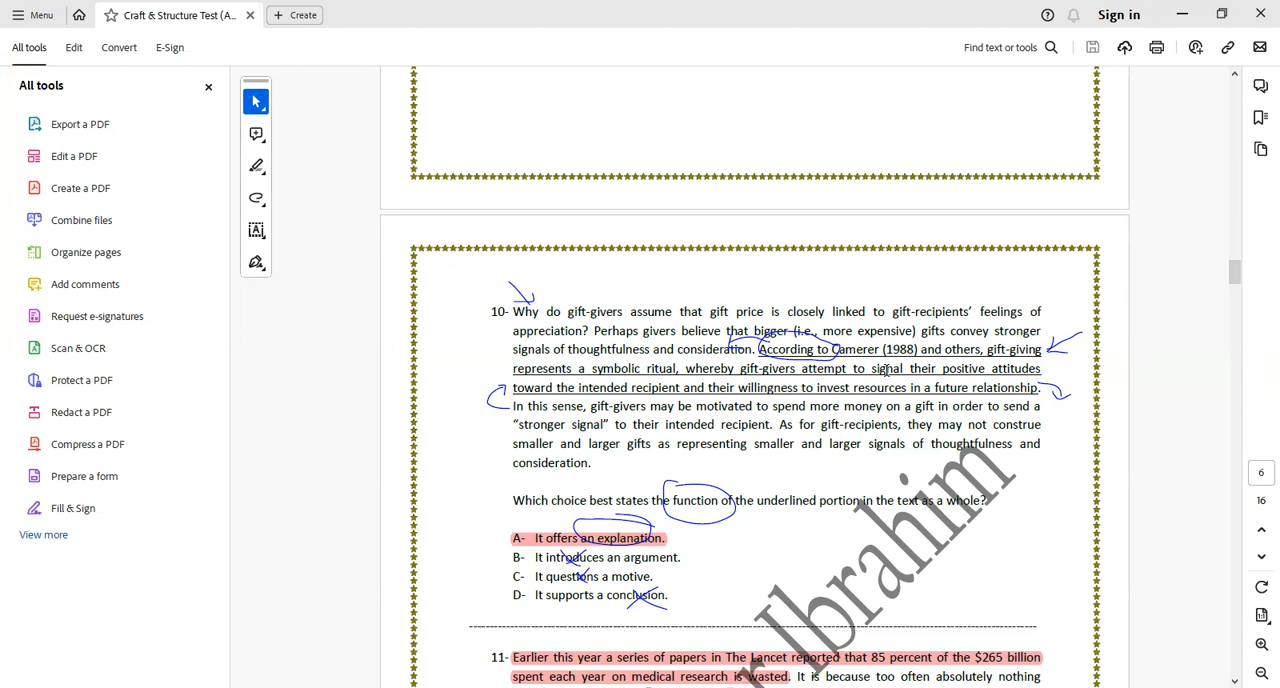 Menu
Craft & Structure Test (A...
Create
Sign in
All tools
Edit
Convert
E-Sign
Find text or tools
All tools
Export a PDF
Edit a PDF
Create a PDF
Combine files
Organize pages
Add comments
Request e-signatures
Scan & OCR
Protect a PDF
Redact a PDF
Compress a PDF
Prepare a form
Fill & Sign
View more
10- Why do gift-givers assume that gift price is closely linked to gift-recipients' feelings of
appreciation? Perhaps givers believe that bigger (i.e., more expensive) gifts convey stronger
signals of thoughtfulness and consideration. According to Camerer (1988) and others, gift-giving
represents a symbolic ritual, whereby gift-givers attempt to signal their positive attitudes
toward the intended recipient and their willingness to invest resources in a future relationship.
In this sense, gift-givers may be motivated to spend more money on a gift in order to send a
“stronger signal” to their intended recipient. As for gift-recipients, they may not construe
smaller and larger gifts as representing smaller and larger signals of thoughtfulness and
consideration.
Which choice best states the function of the underlined portion in the text as a whole?
A- It offers an explanation.
B- It introduces an argument.
C- It questions a motive.
D- It supports a conclusion.
11- Earlier this year a series of papers in The Lancet reported that 85 percent of the $265 billion
spent each year on medical research is wasted. It is because too often absolutely nothing
Ibrahim
6
16